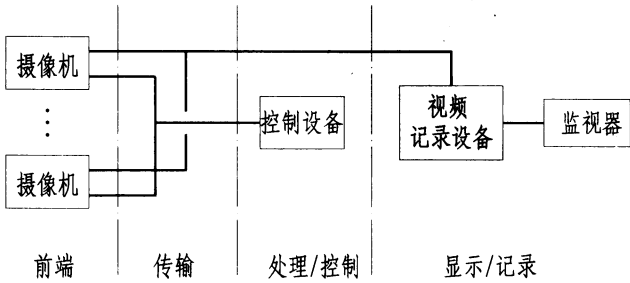 摄像机
控制设备
视频
记录设备
监视器
摄像机
前端
传输
处理/控制
显示/记录